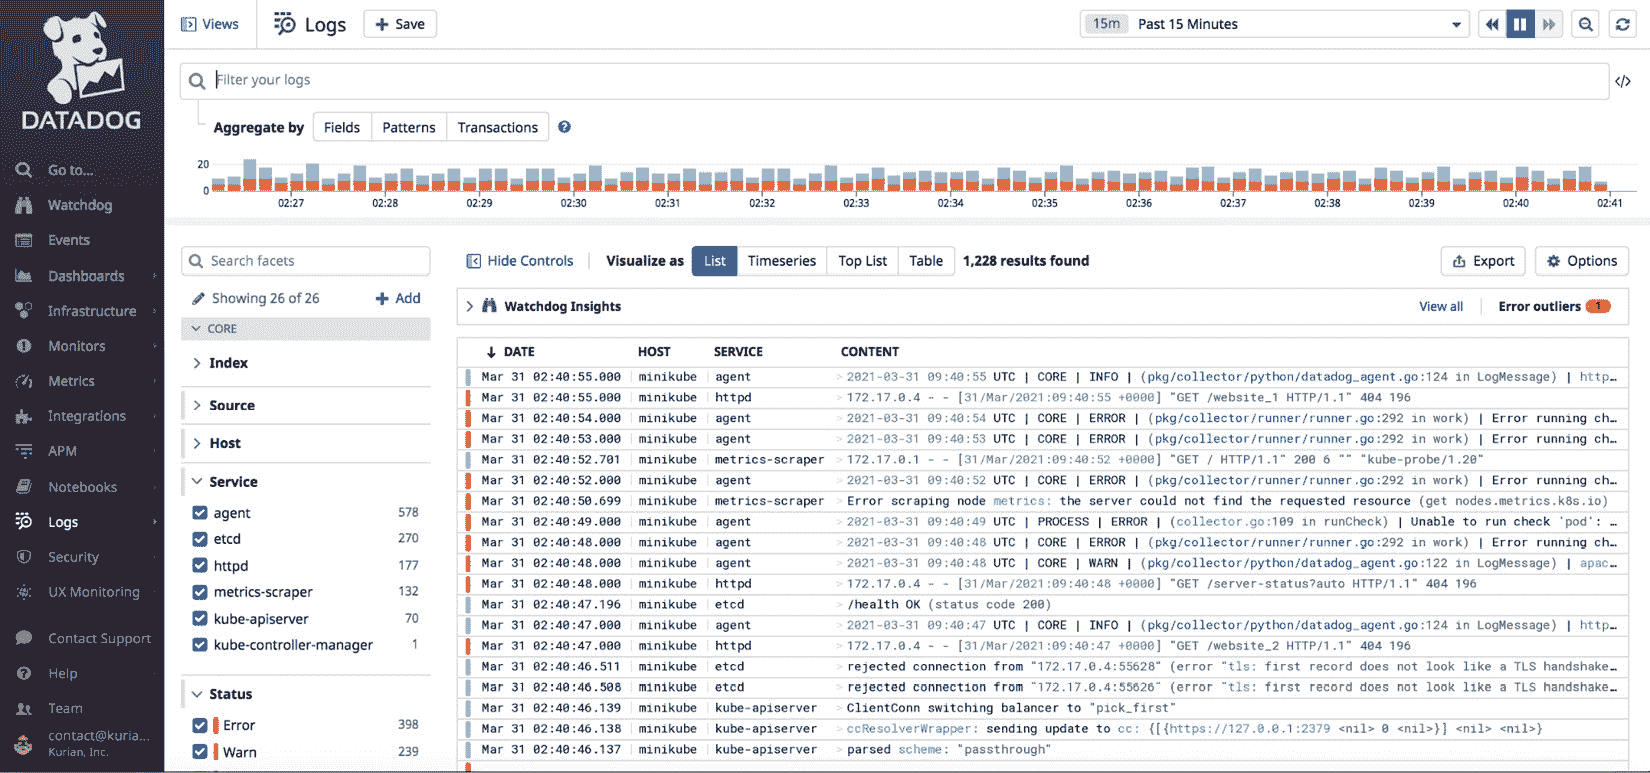 DATADOG
Go to...
Watchdog
Events
Dashboards
Infrastructure
Monitors
Metrics
Integrations
APM
Notebooks
Logs
Security
UX Monitoring
Contact Support
Help
Team
contact@kuria...
Kurian, Inc.
Views
Logs
+ Save
15m Past 15 Minutes
Filter your logs
</>
Aggregate by Fields Patterns Transactions ?
20
0
02:27 02:28 02:29 02:30 02:31 02:32 02:33 02:34 02:35 02:36 02:37 02:38 02:39 02:40 02:41
Search facets
Showing 26 of 26 + Add
CORE
Index
Source
Host
Service
agent 578
etcd 270
httpd 177
metrics-scraper 132
kube-apiserver 70
kube-controller-manager 1
Status
Error 398
Warn 239
Hide Controls Visualize as List Timeseries Top List Table 1,228 results found Export Options
Watchdog Insights View all Error outliers 1
↓ DATE HOST SERVICE CONTENT
Mar 31 02:40:55.000 minikube agent > 2021-03-31 09:40:55 UTC | CORE | INFO | (pkg/collector/python/datadog_agent.go:124 in LogMessage) | http…
Mar 31 02:40:55.000 minikube httpd > 172.17.0.4 - - [31/Mar/2021:09:40:55 +0000] "GET /website_1 HTTP/1.1" 404 196
Mar 31 02:40:54.000 minikube agent > 2021-03-31 09:40:54 UTC | CORE | ERROR | (pkg/collector/runner/runner.go:292 in work) | Error running ch…
Mar 31 02:40:53.000 minikube agent > 2021-03-31 09:40:53 UTC | CORE | ERROR | (pkg/collector/runner/runner.go:292 in work) | Error running ch…
Mar 31 02:40:52.701 minikube metrics-scraper > 172.17.0.1 - - [31/Mar/2021:09:40:52 +0000] "GET / HTTP/1.1" 200 6 "" "kube-probe/1.20"
Mar 31 02:40:52.000 minikube agent > 2021-03-31 09:40:52 UTC | CORE | ERROR | (pkg/collector/runner/runner.go:292 in work) | Error running ch…
Mar 31 02:40:50.699 minikube metrics-scraper > Error scraping node metrics: the server could not find the requested resource (get nodes.metrics.k8s.io)
Mar 31 02:40:49.000 minikube agent > 2021-03-31 09:40:49 UTC | PROCESS | ERROR | (collector.go:109 in runCheck) | Unable to run check 'pod': …
Mar 31 02:40:48.000 minikube agent > 2021-03-31 09:40:48 UTC | CORE | ERROR | (pkg/collector/runner/runner.go:292 in work) | Error running ch…
Mar 31 02:40:48.000 minikube agent > 2021-03-31 09:40:48 UTC | CORE | WARN | (pkg/collector/python/datadog_agent.go:122 in LogMessage) | apac…
Mar 31 02:40:48.000 minikube httpd > 172.17.0.4 - - [31/Mar/2021:09:40:48 +0000] "GET /server-status?auto HTTP/1.1" 404 196
Mar 31 02:40:47.196 minikube etcd > /health OK (status code 200)
Mar 31 02:40:47.000 minikube agent > 2021-03-31 09:40:47 UTC | CORE | INFO | (pkg/collector/python/datadog_agent.go:124 in LogMessage) | http…
Mar 31 02:40:47.000 minikube httpd > 172.17.0.4 - - [31/Mar/2021:09:40:47 +0000] "GET /website_2 HTTP/1.1" 404 196
Mar 31 02:40:46.511 minikube etcd > rejected connection from "172.17.0.4:55628" (error "tls: first record does not look like a TLS handshake…
Mar 31 02:40:46.508 minikube etcd > rejected connection from "172.17.0.4:55626" (error "tls: first record does not look like a TLS handshake…
Mar 31 02:40:46.139 minikube kube-apiserver > ClientConn switching balancer to "pick_first"
Mar 31 02:40:46.138 minikube kube-apiserver > ccResolverWrapper: sending update to cc: {[{https://127.0.0.1:2379 <nil> 0 <nil>}] <nil> <nil>}
Mar 31 02:40:46.137 minikube kube-apiserver > parsed scheme: "passthrough"